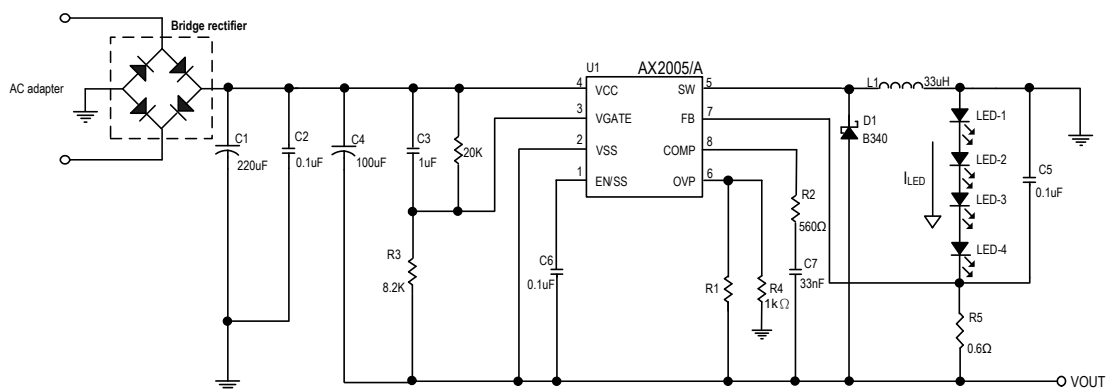 Bridge rectifier
AC adapter
C1
220uF
C2
0.1uF
C4
100uF
C3
1uF
20K
R3
8.2K
U1
AX2005/A
4
VCC
SW
5
3
VGATE
FB
7
2
VSS
COMP
8
1
EN/SS
OVP
6
C6
0.1uF
R1
R4
1kΩ
R2
560Ω
C7
33nF
D1
B340
L1
33uH
LED-1
LED-2
LED-3
LED-4
ILED
C5
0.1uF
R5
0.6Ω
VOUT